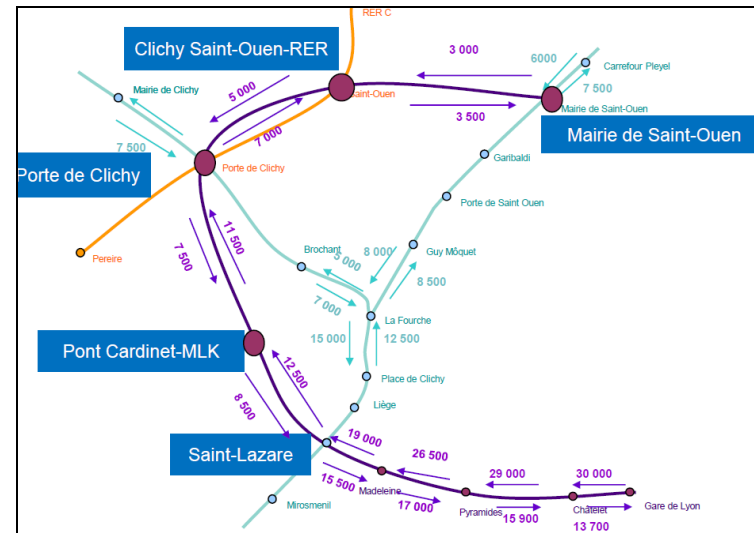 RER C
Clichy Saint-Ouen-RER
3 000
6000
Carrefour Pleyel
7 500
Mairie de Clichy
5 000
Saint-Ouen
Mairie de Saint-Ouen
3 500
7 000
Mairie de Saint-Ouen
7 500
Porte de Clichy
Porte de Clichy
Garibaldi
Porte de Saint Ouen
11 500
7 500
Pereire
Brochant
5 000
8 000
Guy Môquet
8 500
7 000
La Fourche
15 000
12 500
Pont Cardinet-MLK
12 500
8 500
Place de Clichy
Liège
Saint-Lazare
19 000
26 500
15 500
Madeleine
17 000
29 000
30 000
Mirosmenil
Pyramides
15 900
Châtelet
13 700
Gare de Lyon